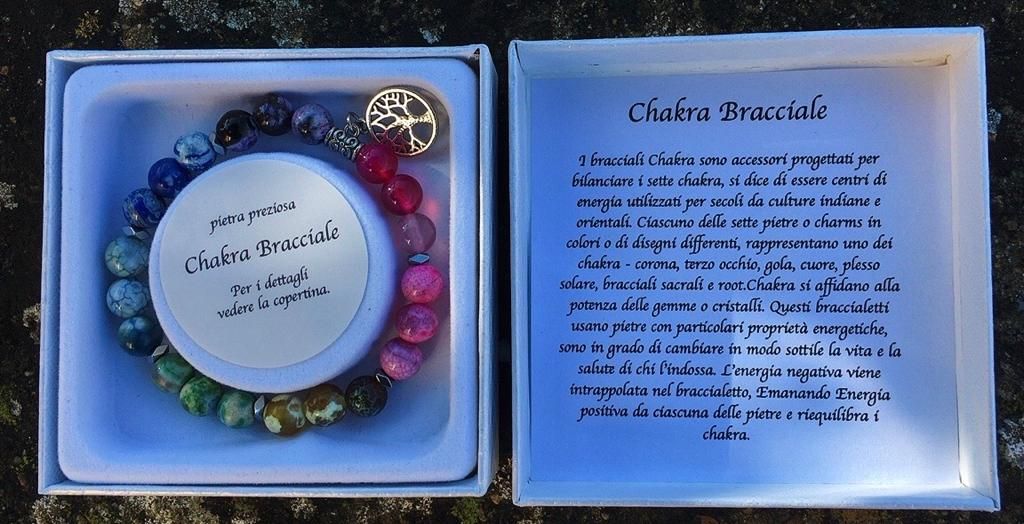 pietra preziosa
Chakra Bracciale
Per i dettagli
vedere la copertina.
Chakra Bracciale
I bracciali Chakra sono accessori progettati per
bilanciare i sette chakra, si dice di essere centri di
energia utilizzati per secoli da culture indiane e
orientali. Ciascuno delle sette pietre o charms in
colori o di disegni differenti, rappresentano uno dei
chakra - corona, terzo occhio, gola, cuore, plesso
solare, bracciali sacrali e root.Chakra si affidano alla
potenza delle gemme o cristalli. Questi braccialetti
usano pietre con particolari proprietà energetiche,
sono in grado di cambiare in modo sottile la vita e la
salute di chi l'indossa. L'energia negativa viene
intrappolata nel braccialetto, Emanando Energia
positiva da ciascuna delle pietre e riequilibra i
chakra.